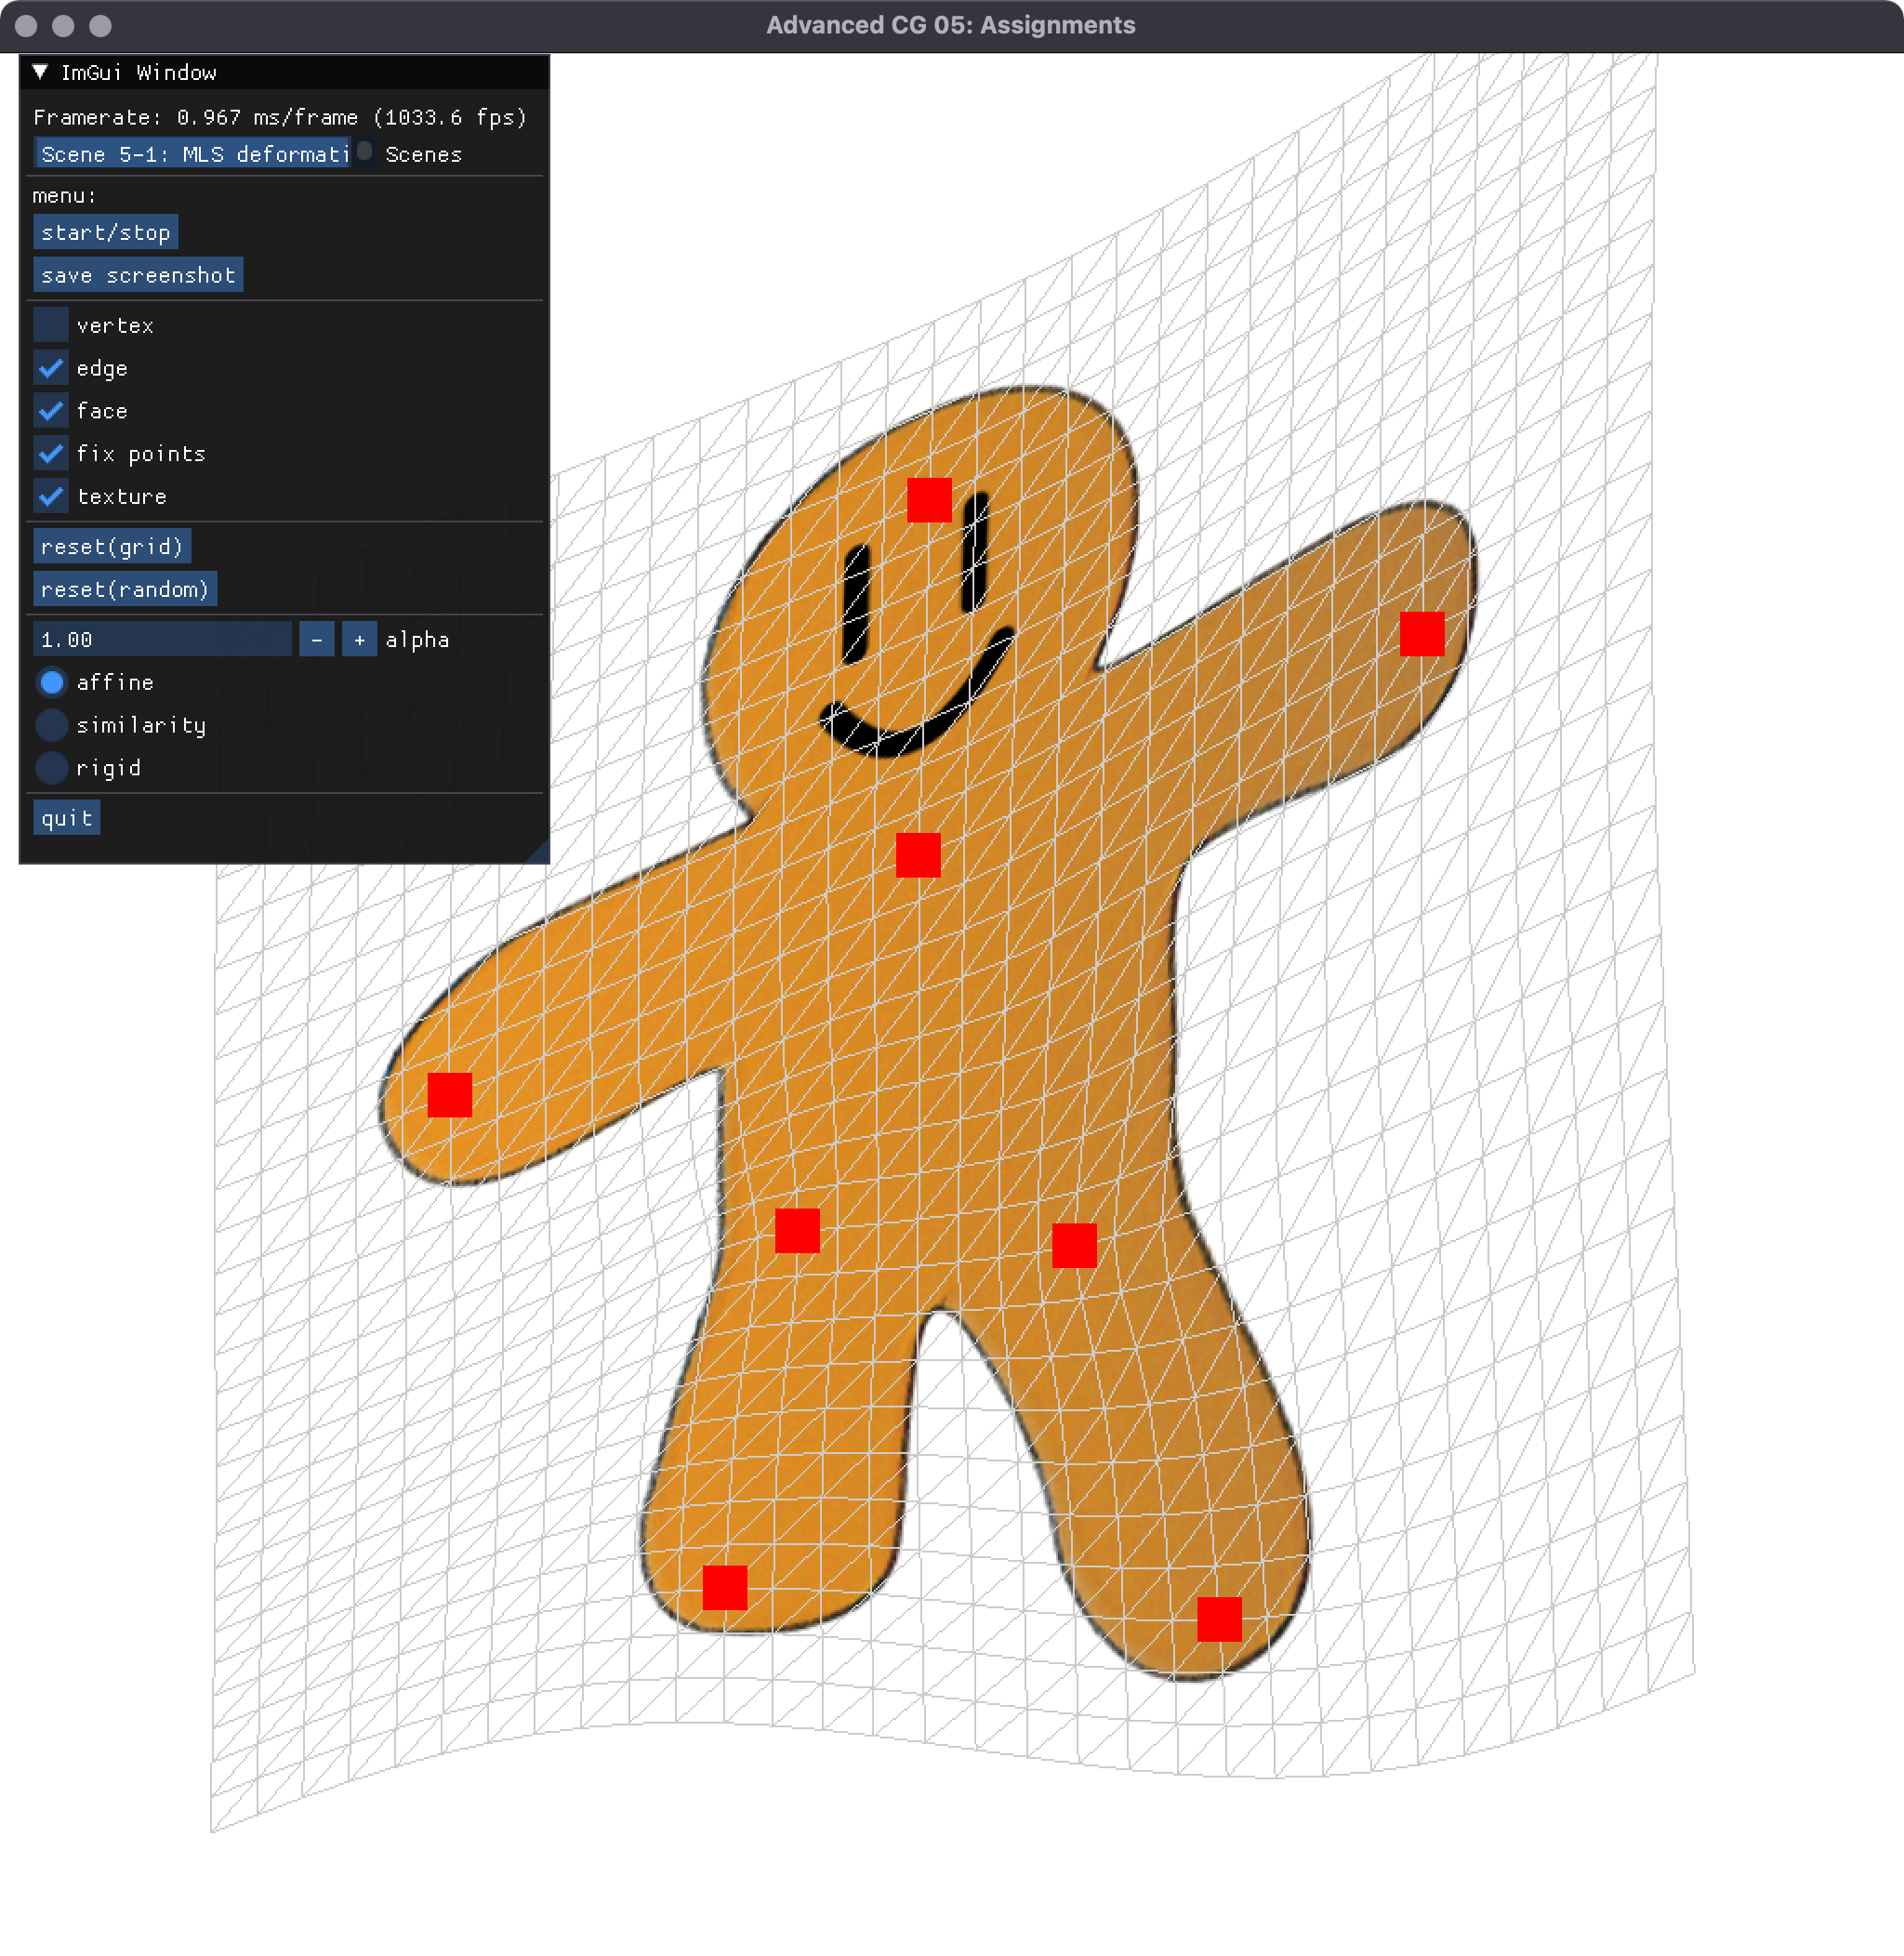 Advanced CG 05: Assignments
▼ ImGui Window
Framerate: 0.967 ms/frame (1033.6 fps)
Scene 5-1: MLS deformati Scenes
menu:
start/stop
save screenshot
vertex
edge
face
fix points
texture
reset(grid)
reset(random)
1.00 - + alpha
affine
similarity
rigid
quit